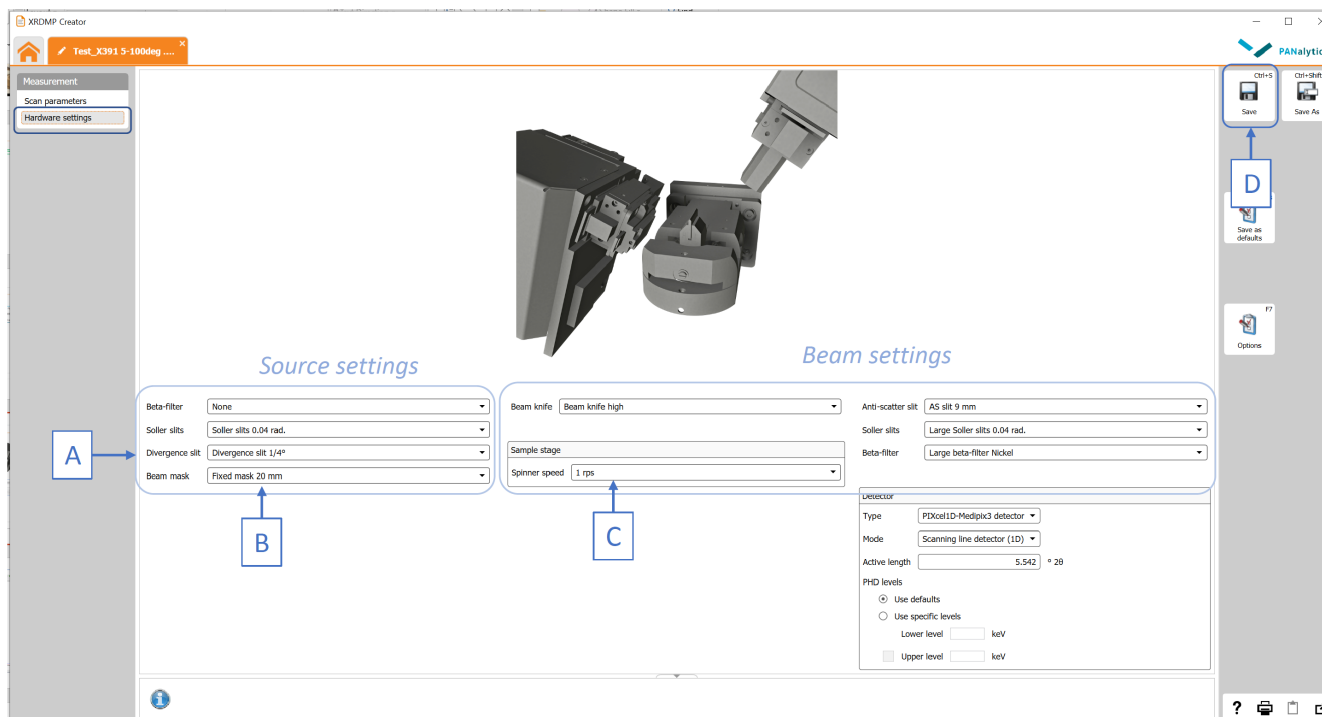 XRDMP Creator
Test_X391 5-100deg ....
PANalytic
Measurement
Scan parameters
Hardware settings
Ctrl+S
Save
Ctrl+Shift
Save As
D
Save as
defaults
F7
Options
Source settings
Beam settings
Beta-filter None
Soller slits Soller slits 0.04 rad.
Divergence slit Divergence slit 1/4°
Beam mask Fixed mask 20 mm
A
B
Beam knife Beam knife high
Sample stage
Spinner speed 1 rps
C
Anti-scatter slit AS slit 9 mm
Soller slits Large Soller slits 0.04 rad.
Beta-filter Large beta-filter Nickel
Detector
Type PIXcel1D-Medipix3 detector
Mode Scanning line detector (1D)
Active length 5.542 ° 2θ
PHD levels
Use defaults
Use specific levels
Lower level keV
Upper level keV